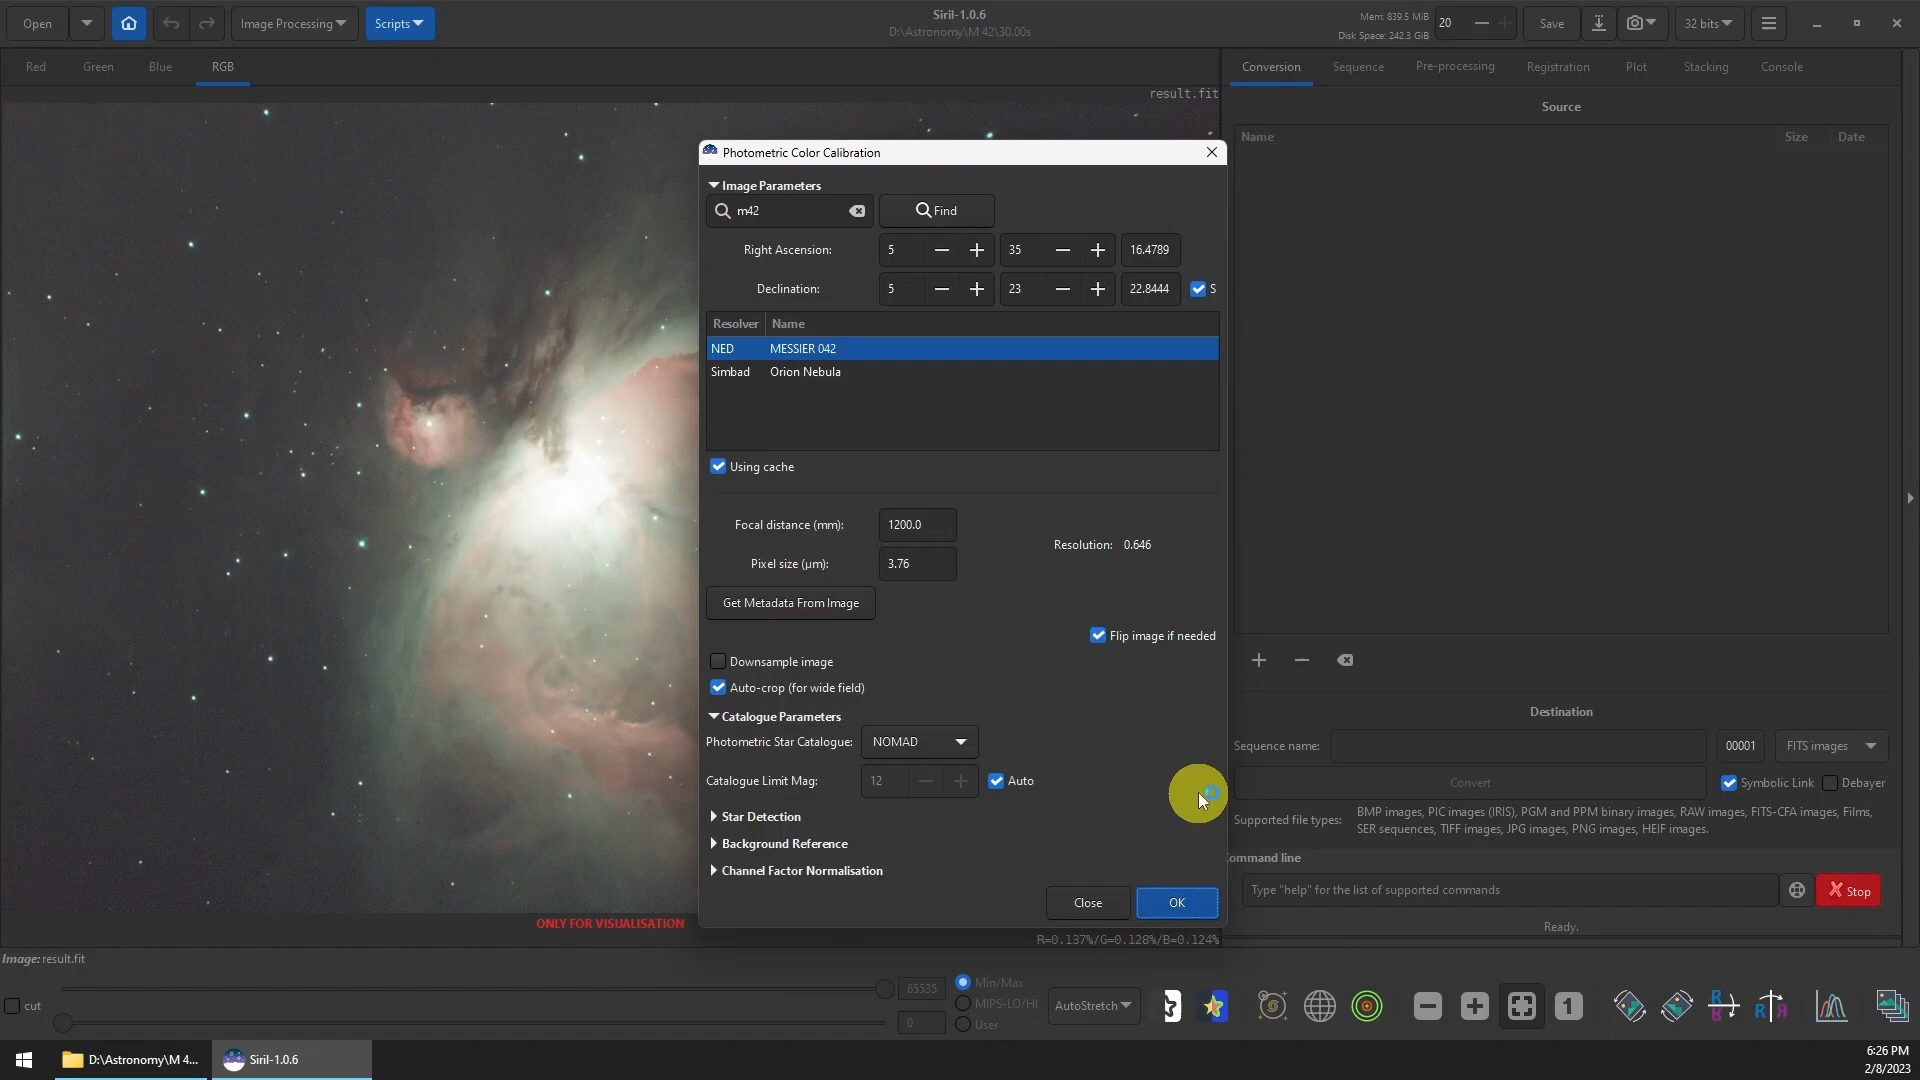 Open
Image Processing
Scripts
Siril-1.0.6
D:\Astronomy\M 42\30.00s
Mem: 839.5 MiB
Disk Space: 242.3 GiB
20
Save
32 bits
Red
Green
Blue
RGB
Conversion
Sequence
Pre-processing
Registration
Plot
Stacking
Console
result.fit
Source
Name
Size
Date
Photometric Color Calibration
Image Parameters
m42
Find
Right Ascension:
5
35
16.4789
Declination:
5
23
22.8444
S
Resolver
Name
NED
MESSIER 042
Simbad
Orion Nebula
Using cache
Focal distance (mm):
1200.0
Resolution: 0.646
Pixel size (µm):
3.76
Get Metadata From Image
Flip image if needed
Downsample image
Auto-crop (for wide field)
Catalogue Parameters
Photometric Star Catalogue:
NOMAD
Catalogue Limit Mag:
12
Auto
Star Detection
Background Reference
Channel Factor Normalisation
Close
OK
Destination
Sequence name:
00001
FITS images
Convert
Symbolic Link
Debayer
Supported file types:
BMP images, PIC images (IRIS), PGM and PPM binary images, RAW images, FITS-CFA images, Films,
SER sequences, TIFF images, JPG images, PNG images, HEIF images.
ommand line
Type "help" for the list of supported commands
Stop
Ready.
ONLY FOR VISUALISATION
R=0.137%/G=0.128%/B=0.124%
Image: result.fit
cut
65535
0
Min/Max
MIPS-LO/HI
User
AutoStretch
1
R
R
R
R
D:\Astronomy\M 4...
Siril-1.0.6
6:26 PM
2/8/2023